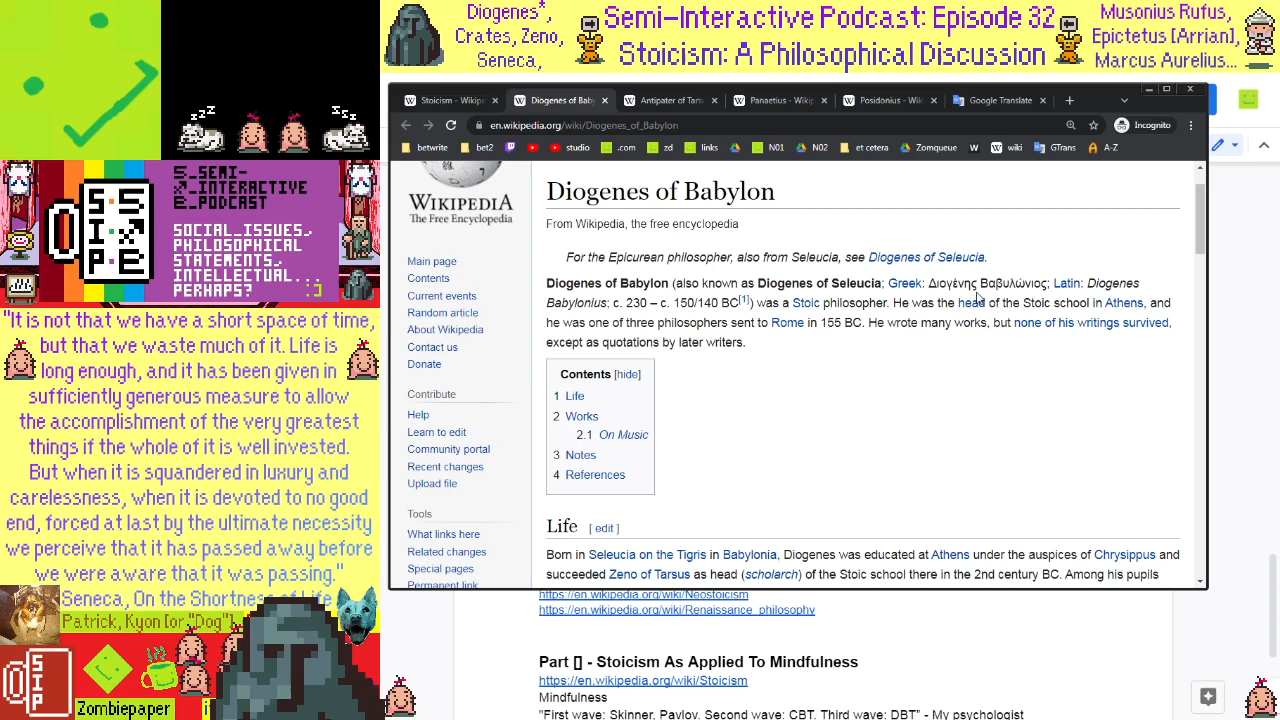 Diogenes*,
Crates, Zeno,
Seneca,
Semi-Interactive Podcast: Episode 32
Stoicism: A Philosophical Discussion
Musonius Rufus,
Epictetus [Arrian],
Marcus Aurelius...
zzZ
zzZ
S_SEMI-
_INTERACTIVE
P_PODCAST
SOCIAL_ISSUES,
PHILOSOPHICAL
STATEMENTS,
INTELLECTUAL...
PERHAPS? :)
"It is not that we have a short space of time,
but that we waste much of it. Life is
long enough, and it has been given in
sufficiently generous measure to allow
the accomplishment of the very greatest
things if the whole of it is well invested.
But when it is squandered in luxury and
carelessness, when it is devoted to no good
end, forced at last by the ultimate necessity
we perceive that it has passed away before
we were aware that it was passing."
Seneca, On the Shortness of Life
Patrick, Kyon [or "Dog"]
SIP
Zombiepaper
Stoicism - Wikip
Diogenes of Bab
Antipater of Tars
Panaetius - Wikip
Posidonius - Wik
Google Translate
en.wikipedia.org/wiki/Diogenes_of_Babylon
Incognito
betwrite
bet2
studio
.com
zd
links
N01
N02
et cetera
Zomqueue
wiki
GTrans
A-Z
WIKIPEDIA
The Free Encyclopedia
Main page
Contents
Current events
Random article
About Wikipedia
Contact us
Donate
Contribute
Help
Learn to edit
Community portal
Recent changes
Upload file
Tools
What links here
Related changes
Special pages
Permanent link
Diogenes of Babylon
From Wikipedia, the free encyclopedia
For the Epicurean philosopher, also from Seleucia, see Diogenes of Seleucia.
Diogenes of Babylon (also known as Diogenes of Seleucia; Greek: Διογένης Βαβυλώνιος; Latin: Diogenes
Babylonius; c. 230 – c. 150/140 BC[1]) was a Stoic philosopher. He was the head of the Stoic school in Athens, and
he was one of three philosophers sent to Rome in 155 BC. He wrote many works, but none of his writings survived,
except as quotations by later writers.
Contents [hide]
1 Life
2 Works
2.1 On Music
3 Notes
4 References
Life [ edit ]
Born in Seleucia on the Tigris in Babylonia, Diogenes was educated at Athens under the auspices of Chrysippus and
succeeded Zeno of Tarsus as head (scholarch) of the Stoic school there in the 2nd century BC. Among his pupils
https://en.wikipedia.org/wiki/Neostoicism
https://en.wikipedia.org/wiki/Renaissance_philosophy
Part [] - Stoicism As Applied To Mindfulness
https://en.wikipedia.org/wiki/Stoicism
Mindfulness
"First wave: Skinner, Pavlov. Second wave: CBT. Third wave: DBT" - My psychologist